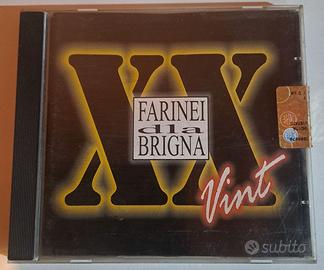 XX
FARINEI
dla
BRIGNA
Vint
subito